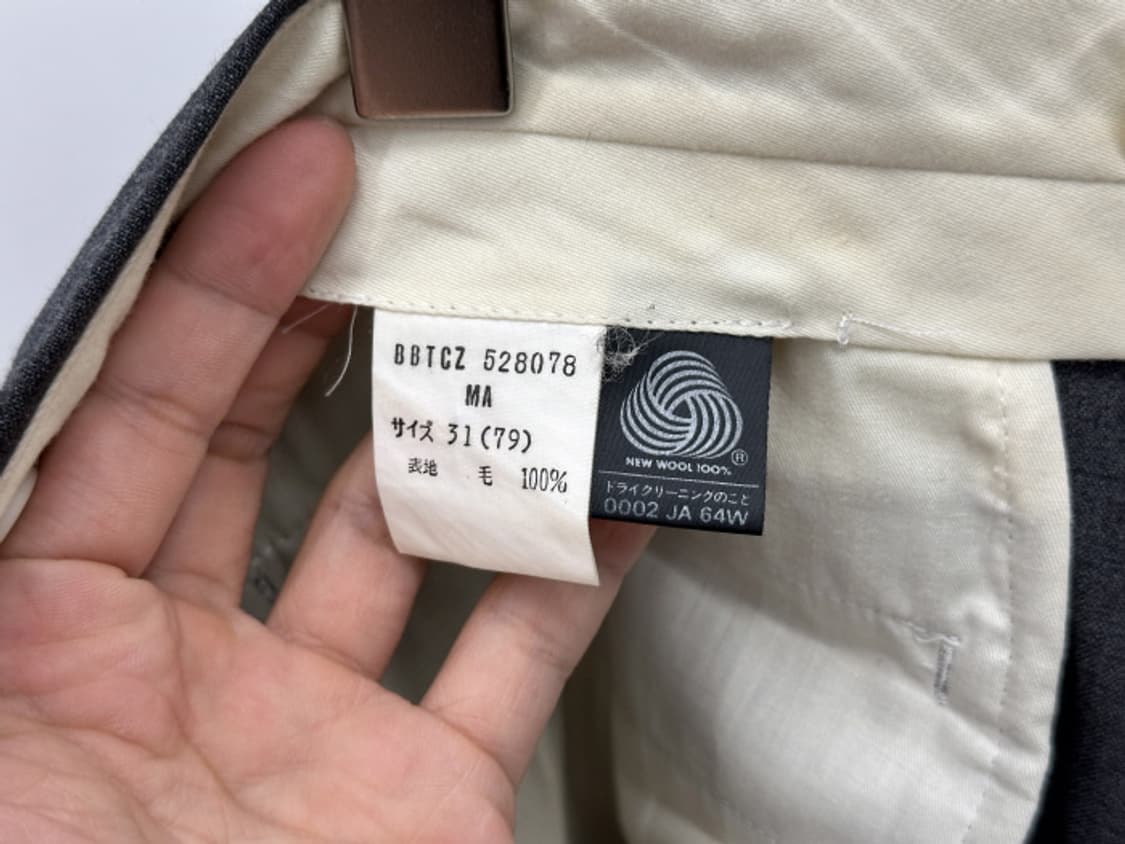 BBTCZ 528078
MA
サイズ 31(79)
表地 毛 100%
®
NEW WOOL 100%
ドライクリーニングのこと
0002 JA 64W